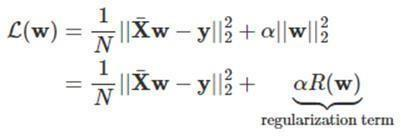 ℒ(𝐰) = 1/N ||X̄𝐰 − 𝐲||₂² + α||𝐰||₂²
= 1/N ||X̄𝐰 − 𝐲||₂² + αR(𝐰)
regularization term